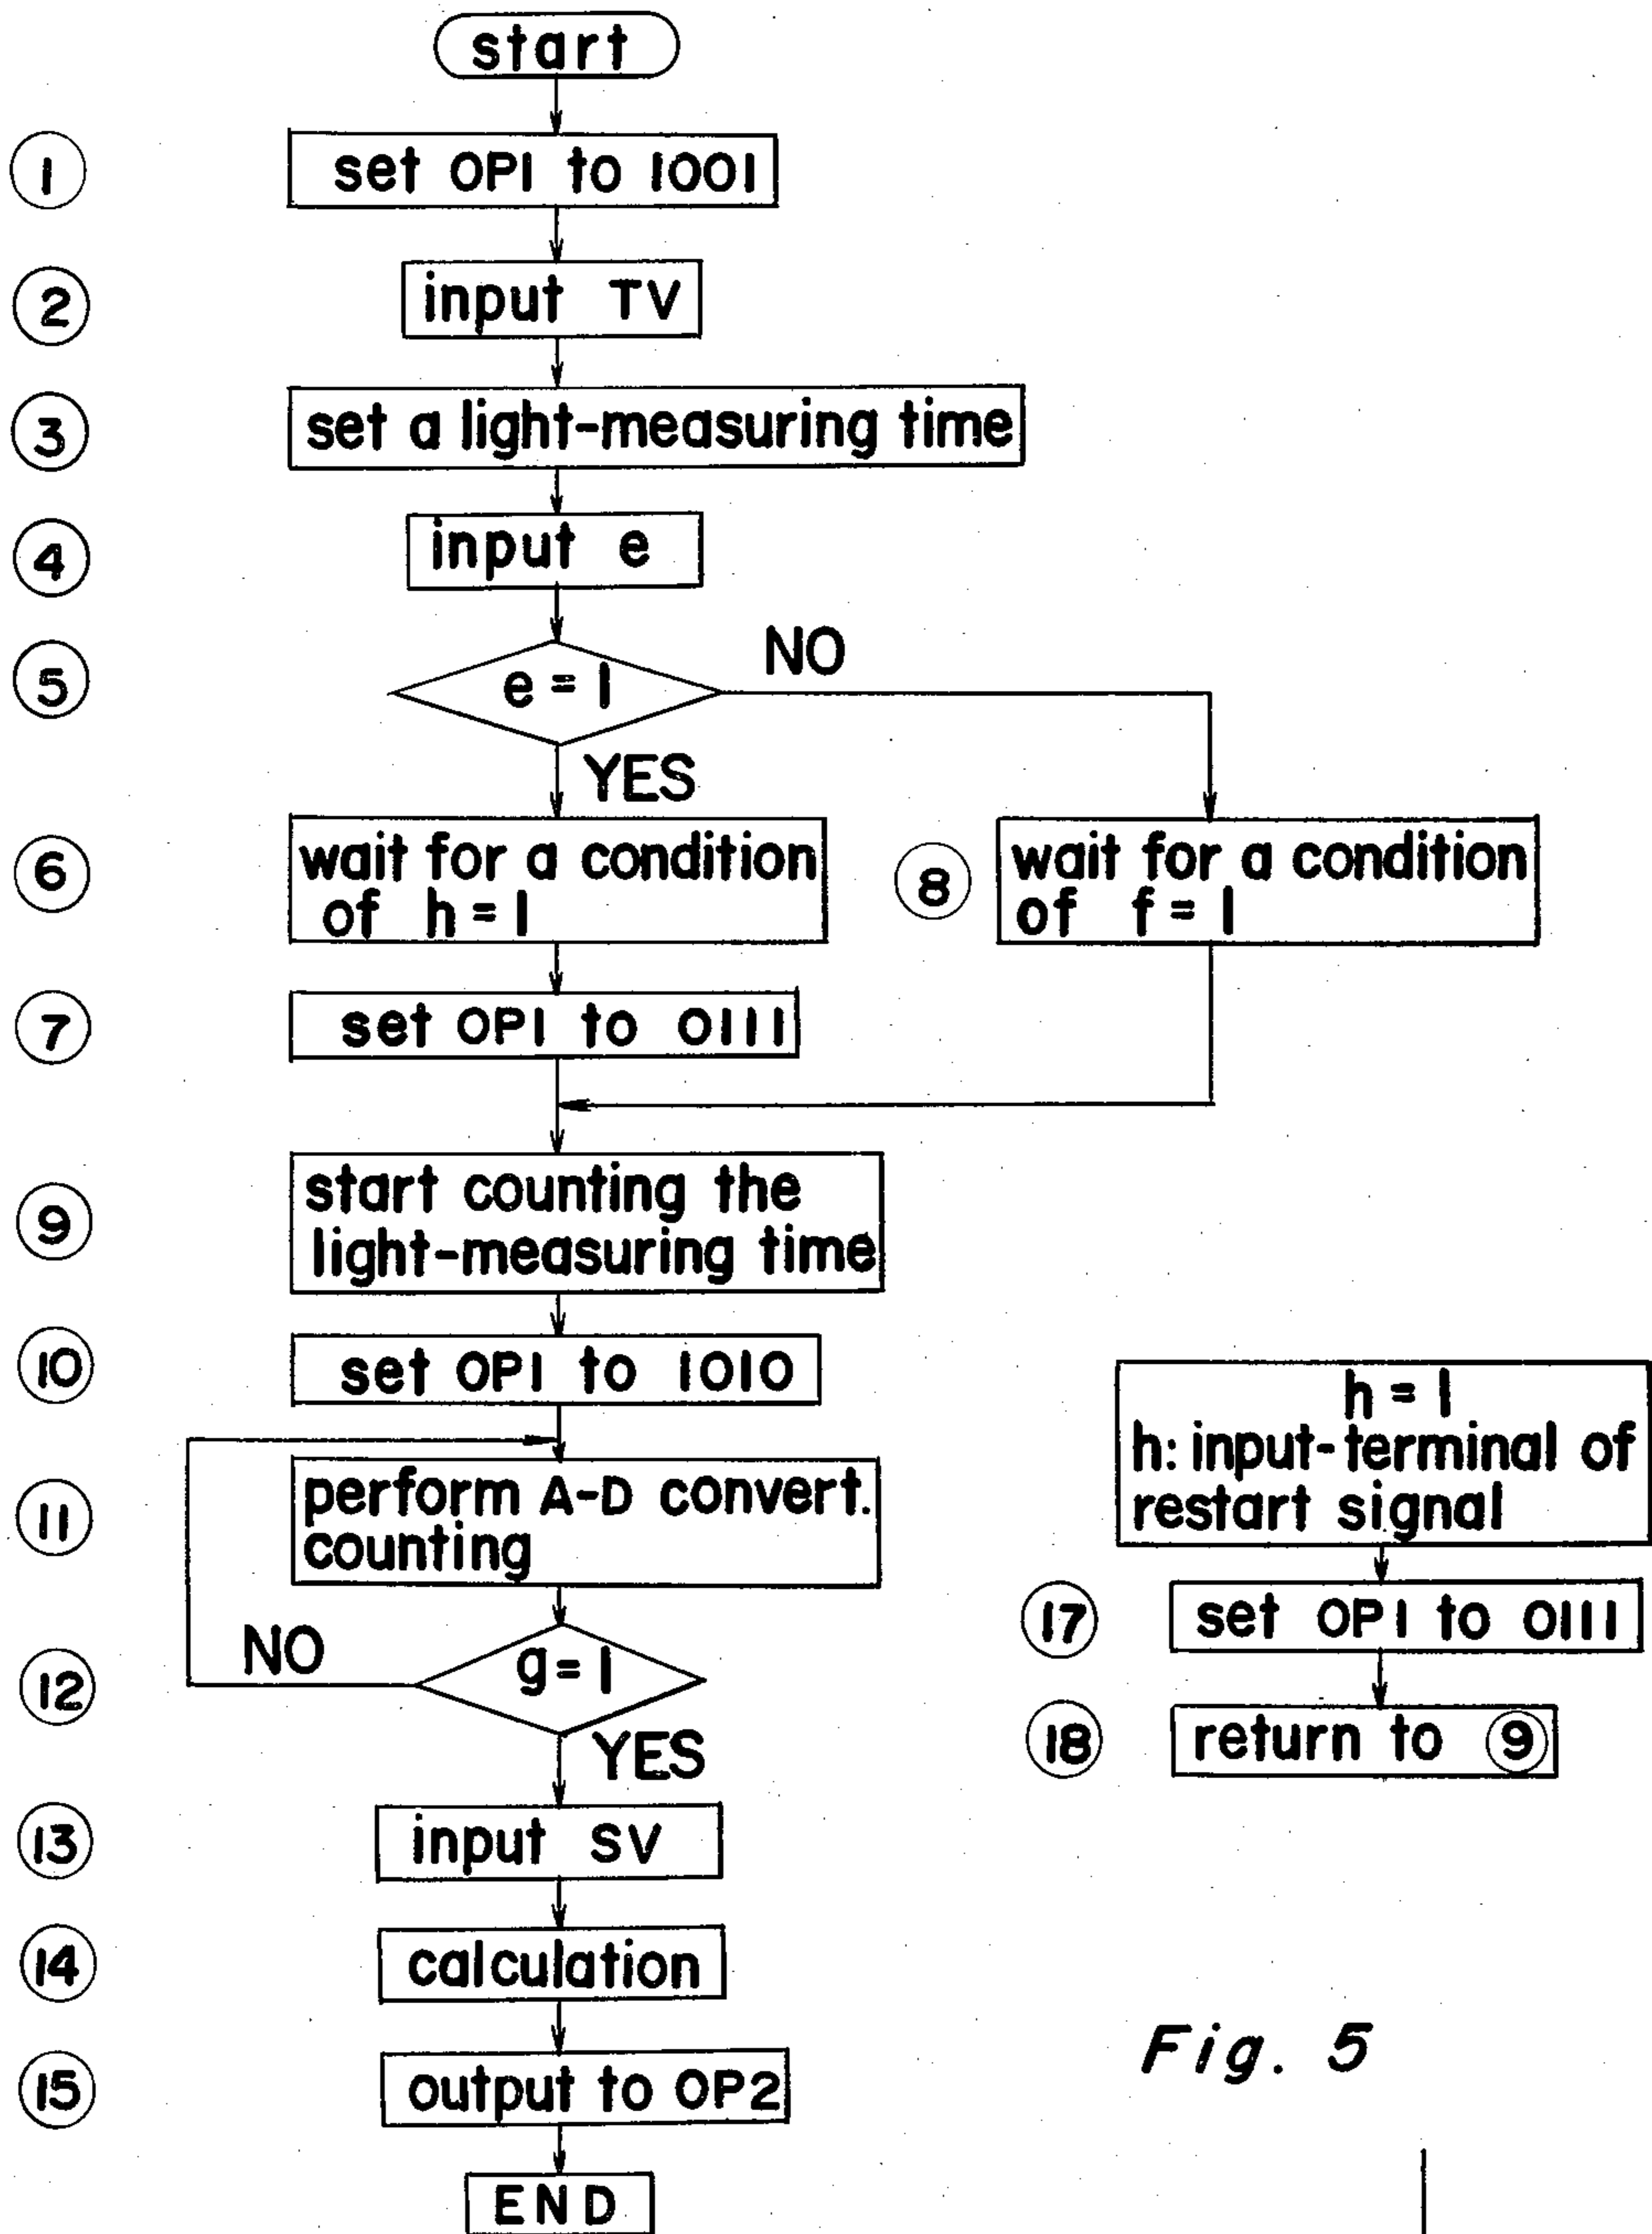 start
1
set OP1 to 1001
2
input TV
3
set a light-measuring time
4
input e
5
e = 1
NO
YES
6
wait for a condition
of h = 1
8
wait for a condition
of f = 1
7
set OP1 to 0111
9
start counting the
light-measuring time
10
set OP1 to 1010
11
perform A-D convert.
counting
12
g = 1
NO
YES
13
input SV
14
calculation
15
output to OP2
END
h = 1
h: input-terminal of
restart signal
17
set OP1 to 0111
18
return to 9
Fig. 5